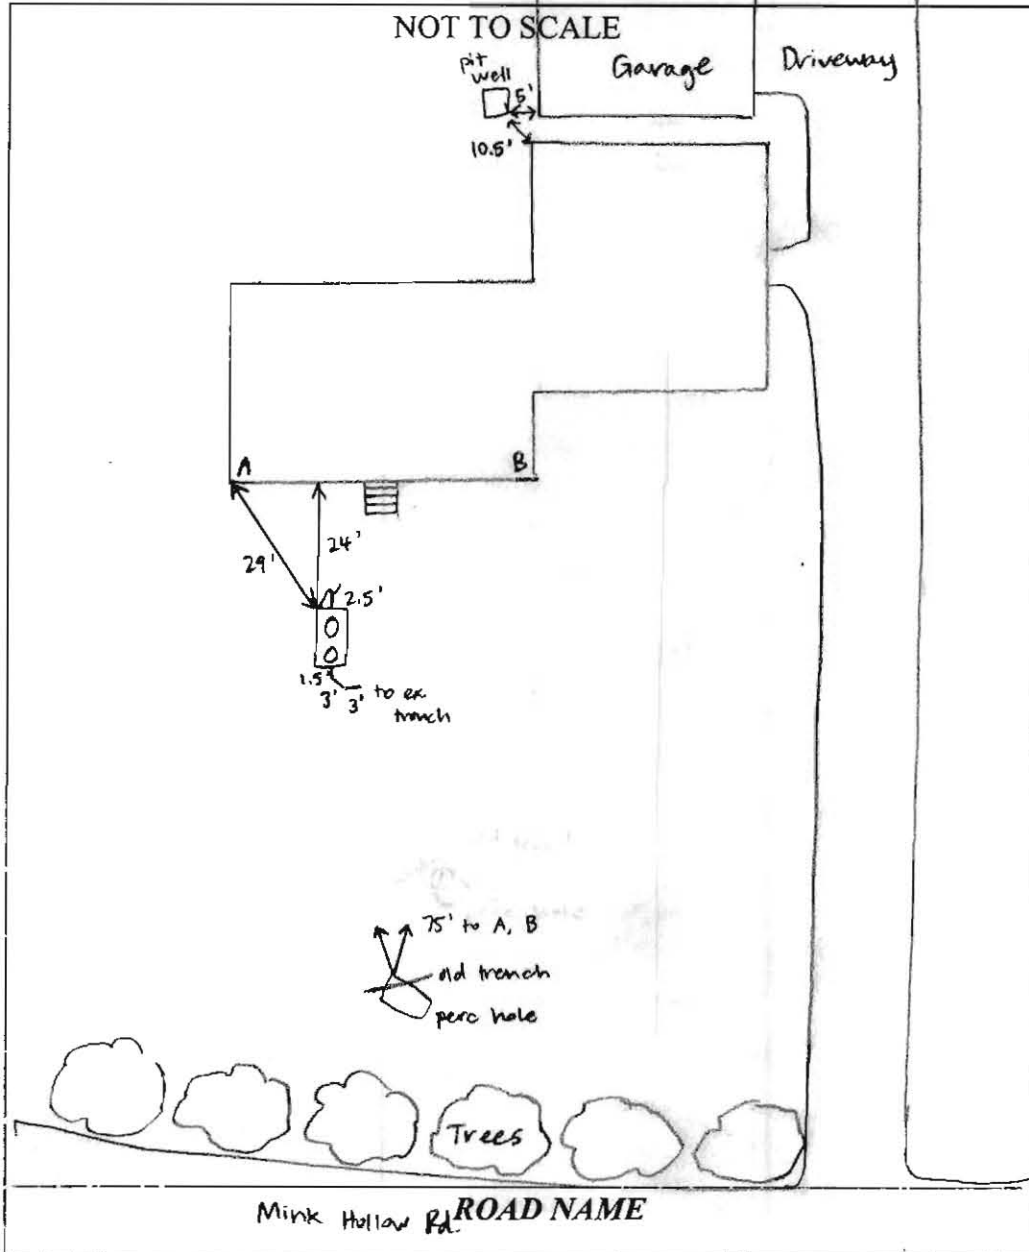 NOT TO SCALE
pit
well
5'
Garage
Driveway
10.5'
A
B
29'
24'
2.5'
1.5'
3' 3' to ex
trench
75' to A, B
old trench
perc hole
Trees
Mink Hollow Rd. ROAD NAME